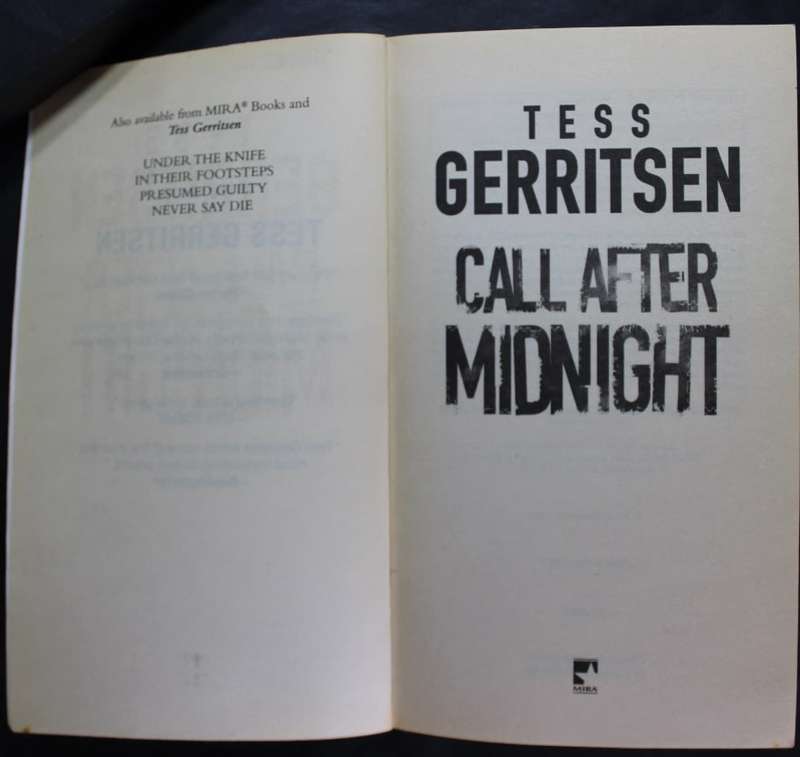 Also available from MIRA® Books and
Tess Gerritsen
UNDER THE KNIFE
IN THEIR FOOTSTEPS
PRESUMED GUILTY
NEVER SAY DIE
TESS
GERRITSEN
CALL AFTER
MIDNIGHT
MIRA